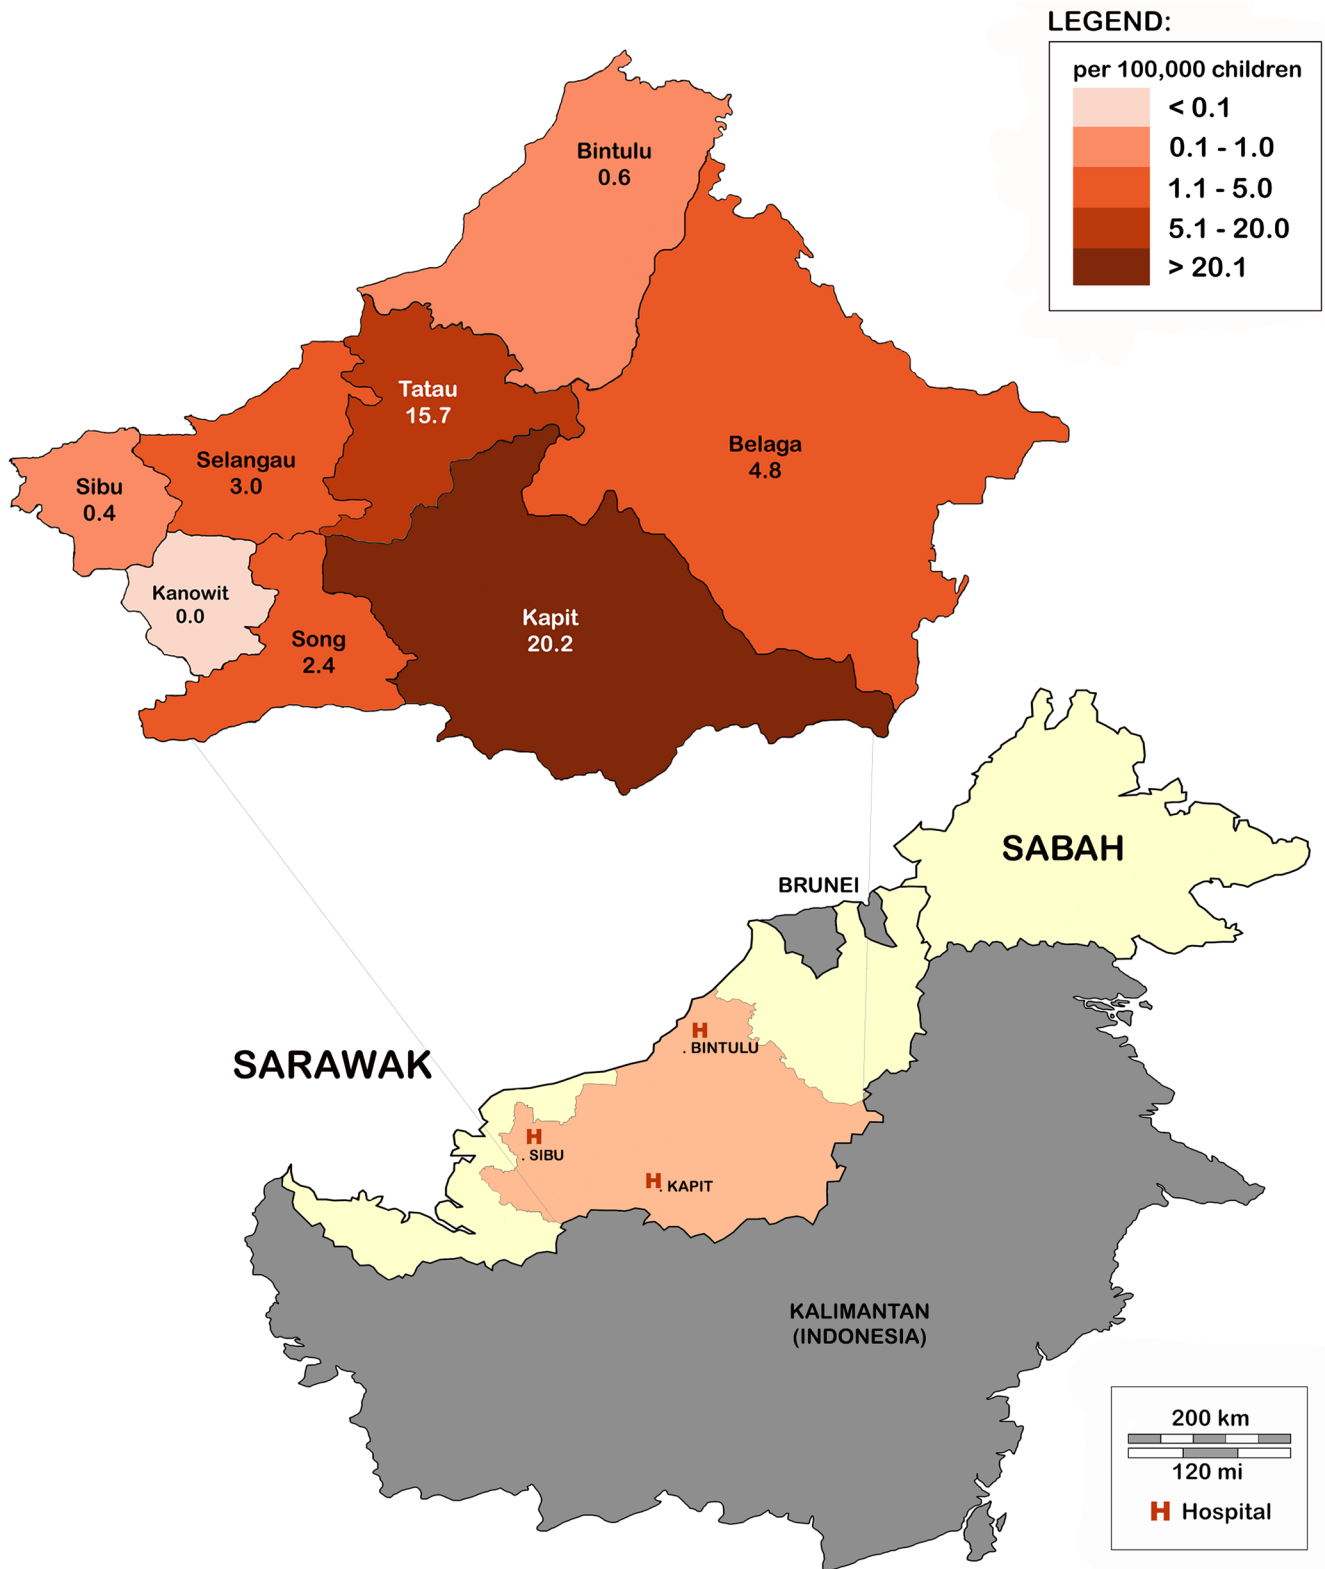 LEGEND:
per 100,000 children
< 0.1
0.1 - 1.0
1.1 - 5.0
5.1 - 20.0
> 20.1
Bintulu
0.6
Tatau
15.7
Belaga
4.8
Selangau
3.0
Sibu
0.4
Kanowit
0.0
Song
2.4
Kapit
20.2
SABAH
BRUNEI
SARAWAK
H
. BINTULU
H
. SIBU
H
. KAPIT
KALIMANTAN
(INDONESIA)
200 km
120 mi
H Hospital